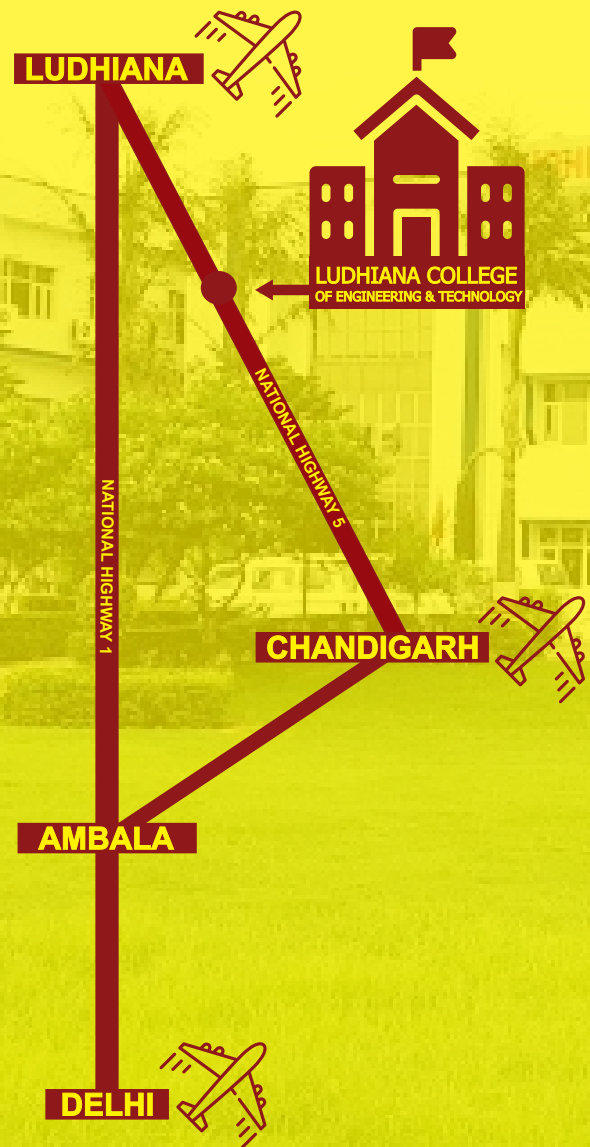 LUDHIANA
LUDHIANA COLLEGE
OF ENGINEERING & TECHNOLOGY
NATIONAL HIGHWAY 5
NATIONAL HIGHWAY 1
CHANDIGARH
AMBALA
DELHI